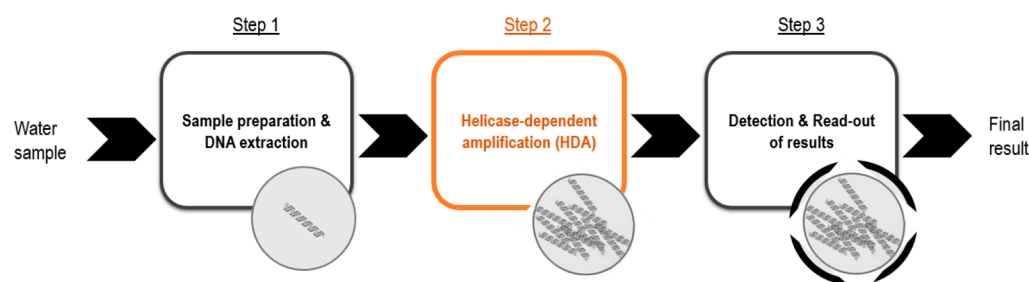 Step 1
Step 2
Step 3
Water
sample
Sample preparation &
DNA extraction
Helicase-dependent
amplification (HDA)
Detection & Read-out
of results
Final
result